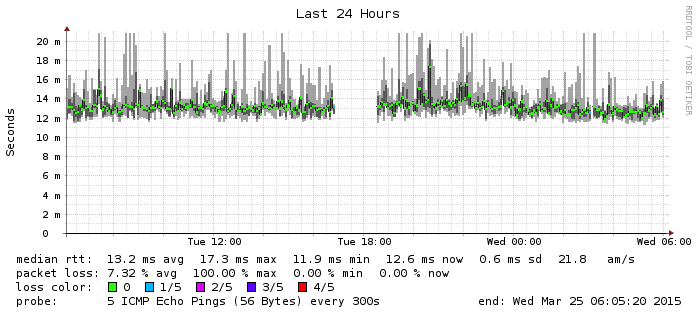 Last 24 Hours
RRDTOOL / TOBI OETIKER
Seconds
20 m
18 m
16 m
14 m
12 m
10 m
8 m
6 m
4 m
2 m
0
Tue 12:00 Tue 18:00 Wed 00:00 Wed 06:00
median rtt: 13.2 ms avg 17.3 ms max 11.9 ms min 12.6 ms now 0.6 ms sd 21.8 am/s
packet loss: 7.32 % avg 100.00 % max 0.00 % min 0.00 % now
loss color: 0 1/5 2/5 3/5 4/5
probe: 5 ICMP Echo Pings (56 Bytes) every 300s end: Wed Mar 25 06:05:20 2015